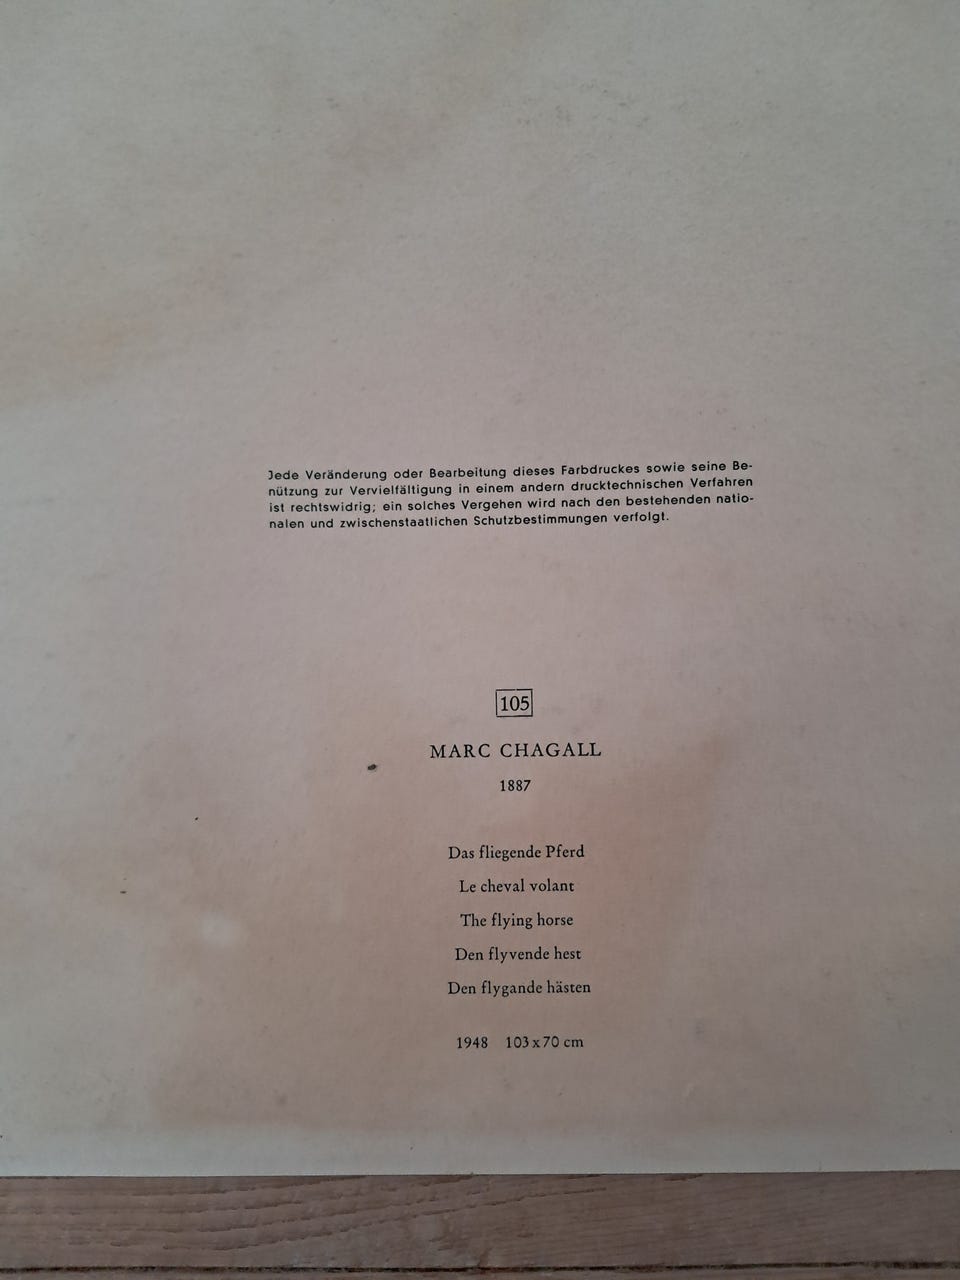 Jede Veränderung oder Bearbeitung dieses Farbdruckes sowie seine Be-
nützung zur Vervielfältigung in einem andern drucktechnischen Verfahren
ist rechtswidrig; ein solches Vergehen wird nach den bestehenden natio-
nalen und zwischenstaatlichen Schutzbestimmungen verfolgt.
105
MARC CHAGALL
1887
Das fliegende Pferd
Le cheval volant
The flying horse
Den flyvende hest
Den flygande hästen
1948 103 x 70 cm